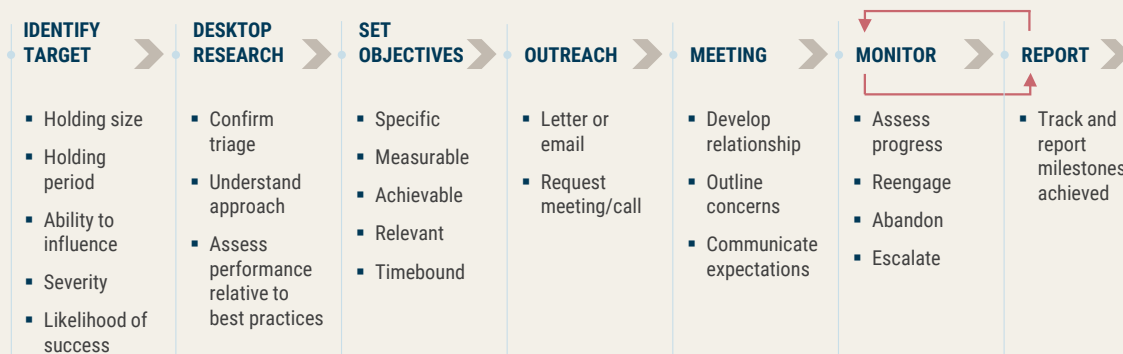 IDENTIFY
TARGET
Holding size
Holding
period
Ability to
influence
Severity
Likelihood of
success
DESKTOP
RESEARCH
Confirm
triage
Understand
approach
Assess
performance
relative to
best practices
SET
OBJECTIVES
Specific
Measurable
Achievable
Relevant
Timebound
OUTREACH
Letter or
email
Request
meeting/call
MEETING
Develop
relationship
Outline
concerns
Communicate
expectations
MONITOR
Assess
progress
Reengage
Abandon
Escalate
REPORT
Track and
report
milestones
achieved